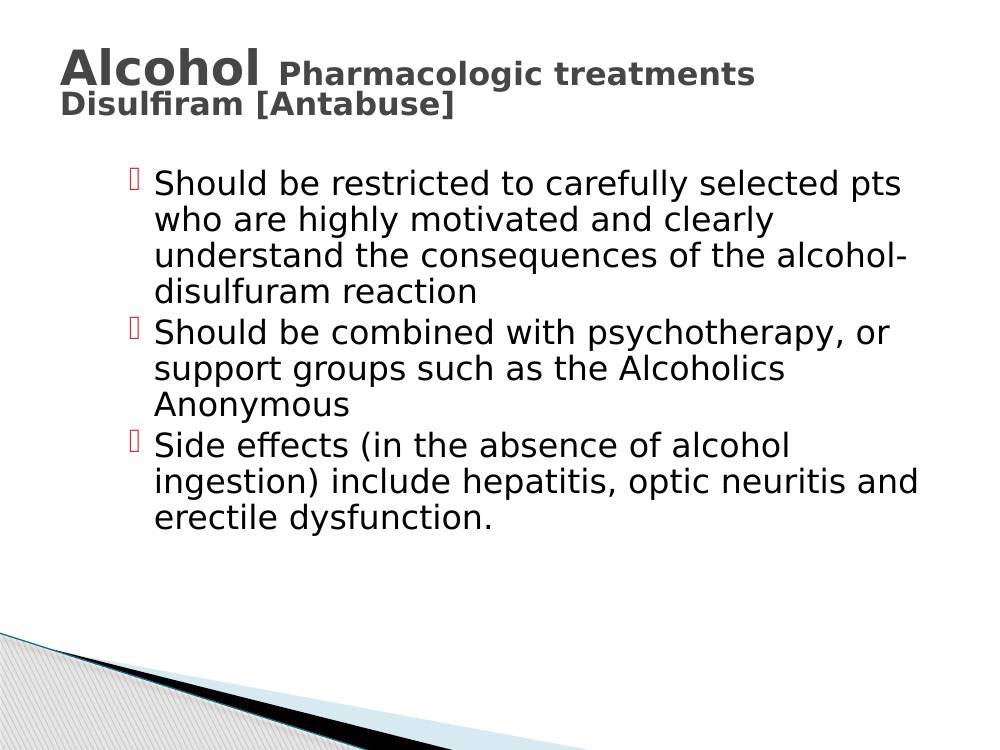 Alcohol Pharmacologic treatments
Disulfiram [Antabuse]
Should be restricted to carefully selected pts
who are highly motivated and clearly
understand the consequences of the alcohol-
disulfuram reaction
Should be combined with psychotherapy, or
support groups such as the Alcoholics
Anonymous
Side effects (in the absence of alcohol
ingestion) include hepatitis, optic neuritis and
erectile dysfunction.